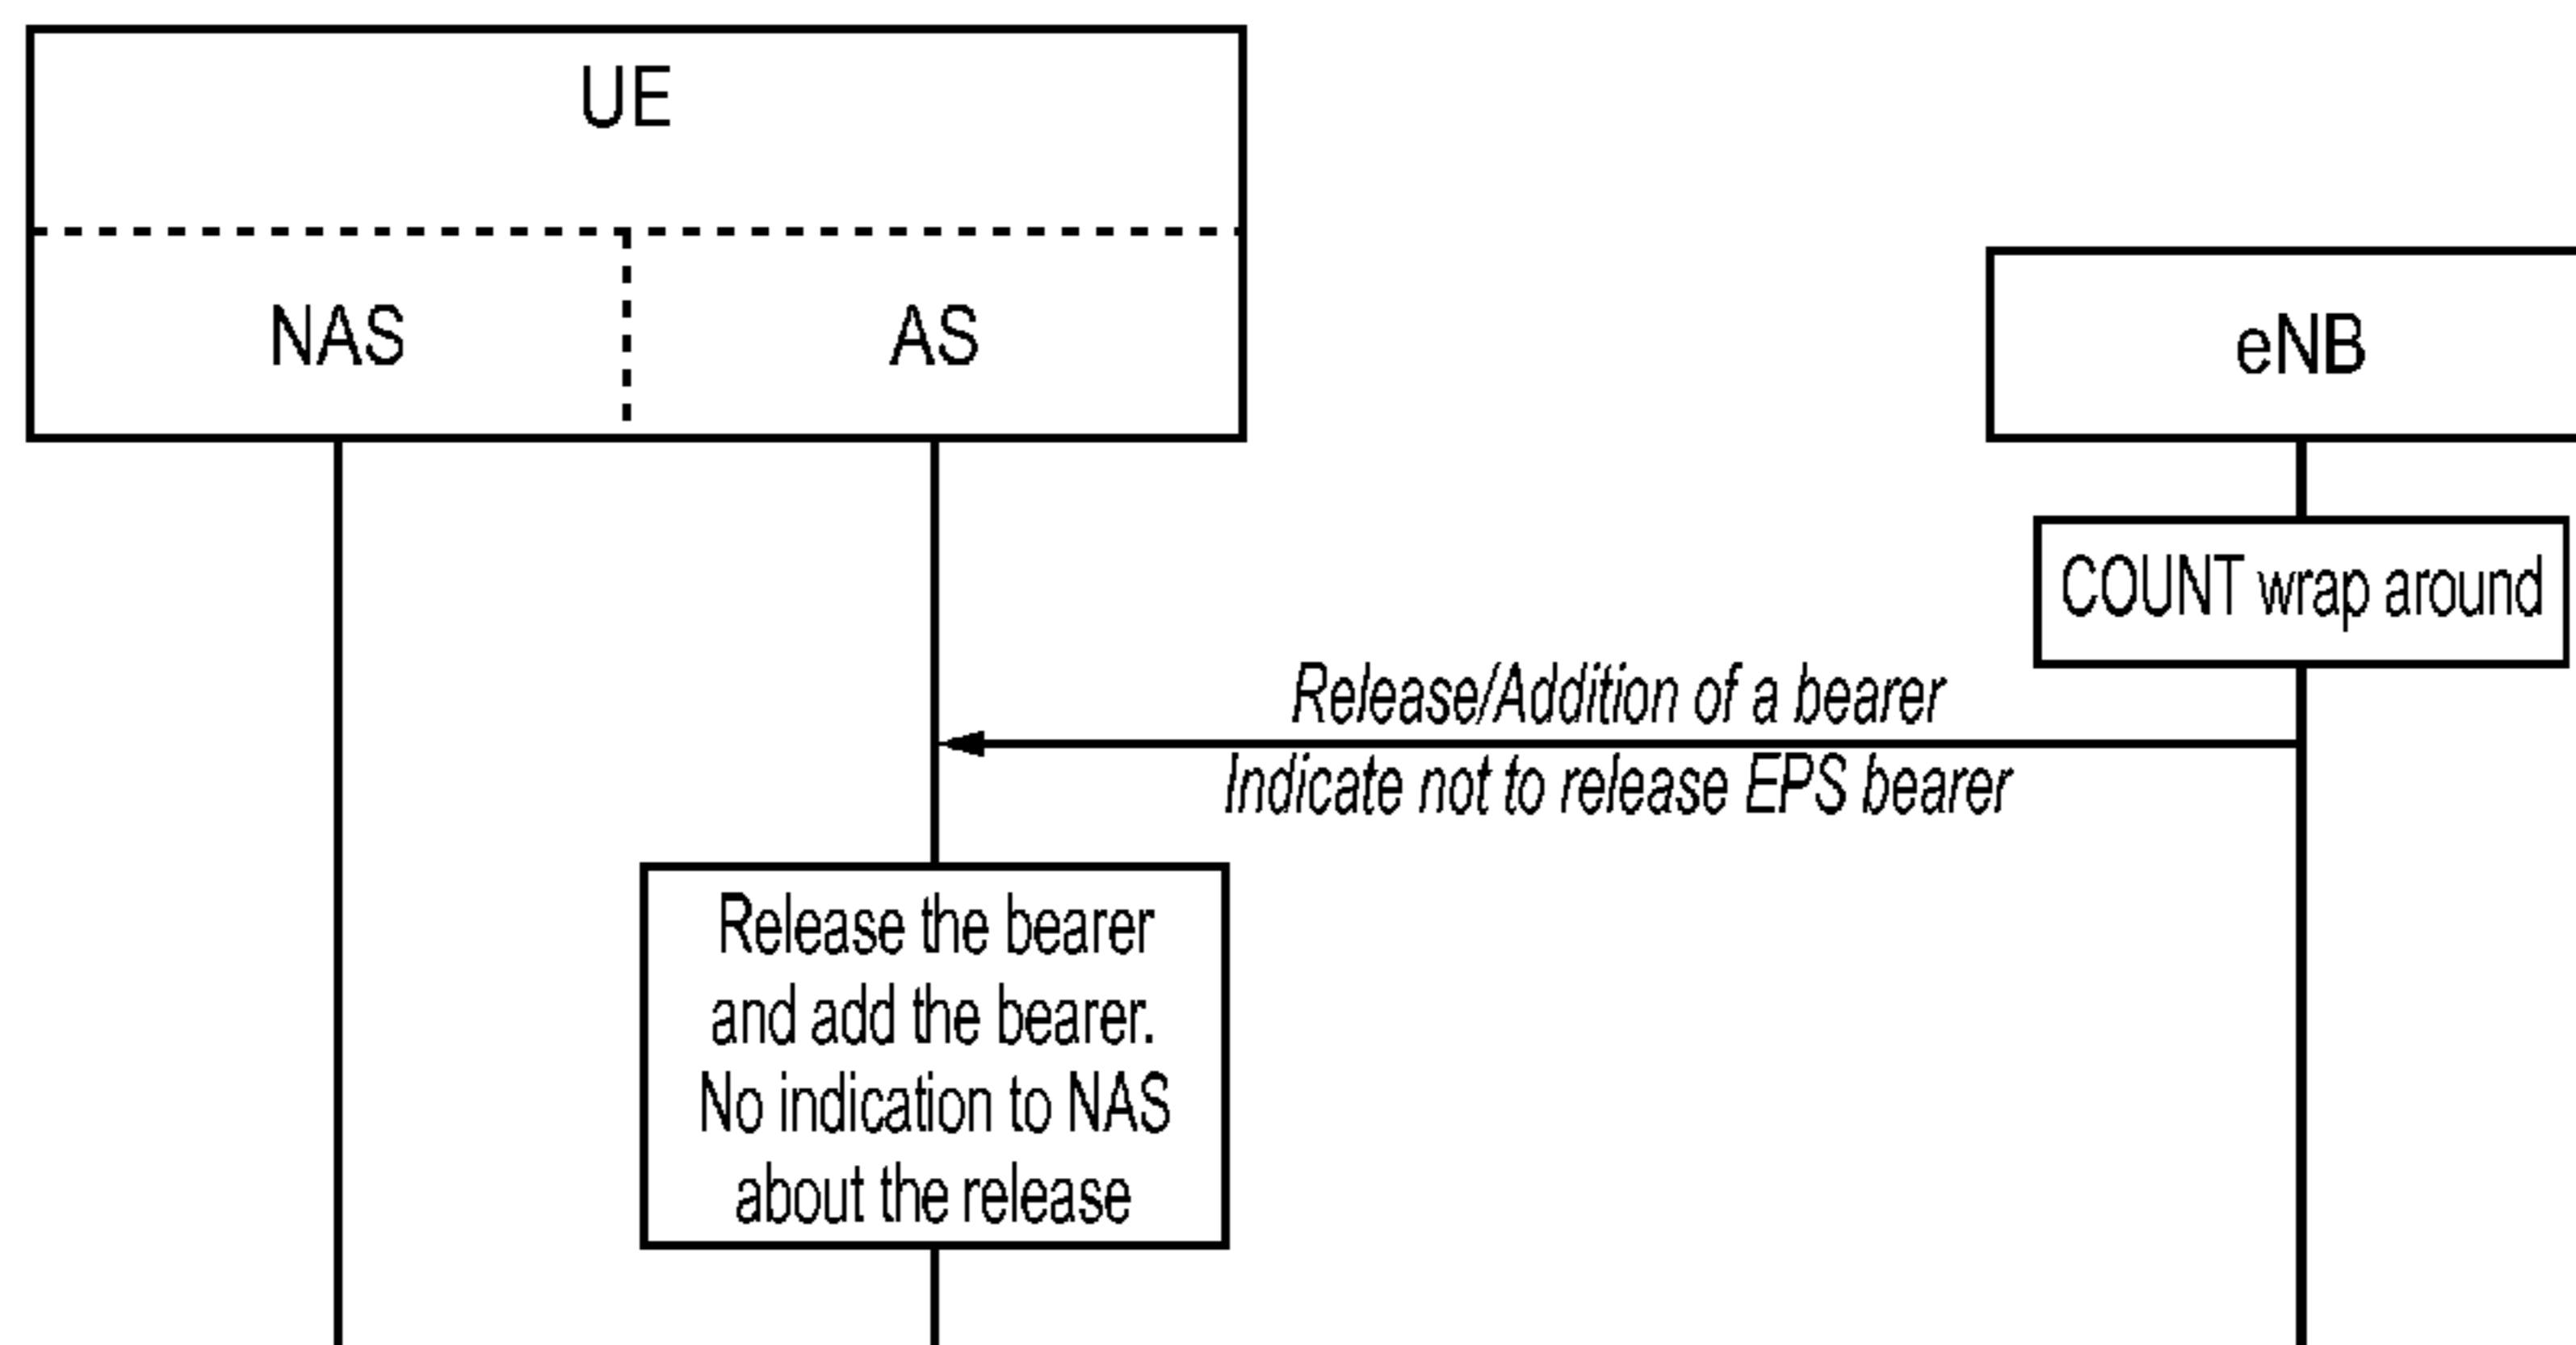 UE
NAS
AS
eNB
COUNT wrap around
Release/Addition of a bearer
Indicate not to release EPS bearer
Release the bearer
and add the bearer.
No indication to NAS
about the release